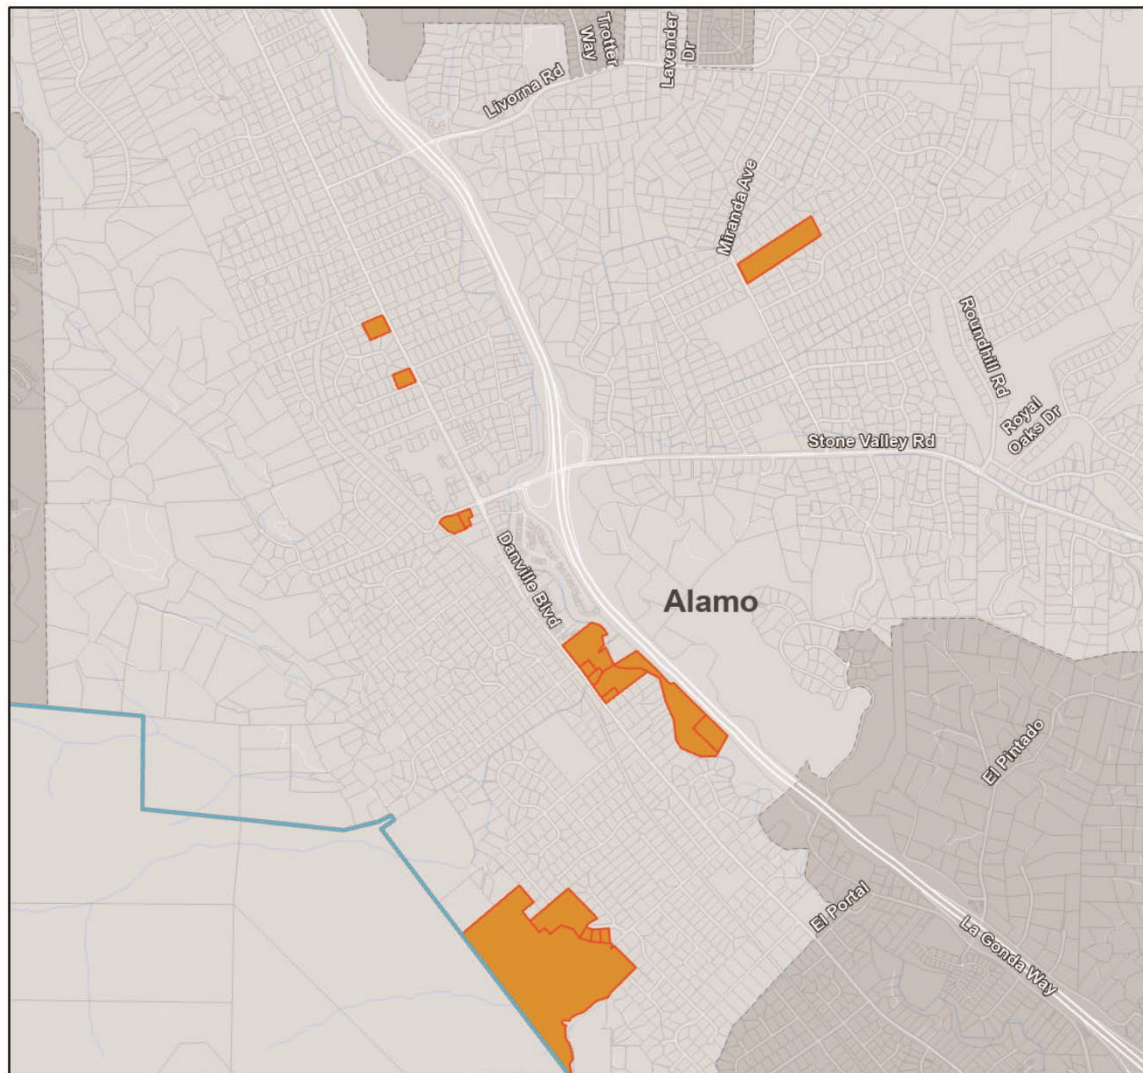 Trotter
Way
Lavender
Dr
Livorna Rd
Miranda Ave
Roundhill Rd
Royal
Oaks Dr
Stone Valley Rd
Danville Blvd
Alamo
El Pintado
El Portal
La Gonda Way